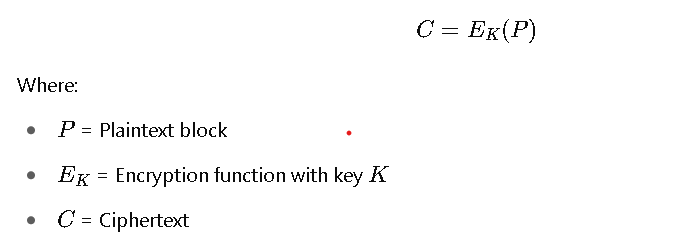 C = E_K(P)
Where:
• P = Plaintext block
• E_K = Encryption function with key K
• C = Ciphertext